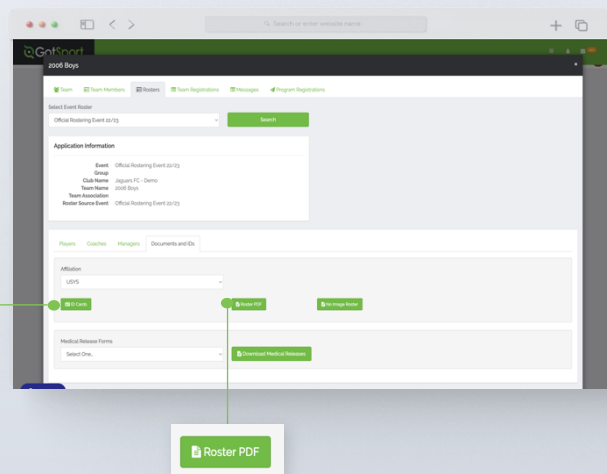 Search or enter website name
GotSport
2006 Boys
Team
Team Members
Rosters
Team Registrations
Messages
Program Registrations
Select Event Roster
Official Rostering Event 22/23
Search
Application Information
Event Official Rostering Event 22/23
Group
Club Name Jaguars FC - Demo
Team Name 2006 Boys
Team Association
Roster Source Event Official Rostering Event 22/23
Players
Coaches
Managers
Documents and IDs
Affiliation
USYS
ID Cards
Roster PDF
No Image Roster
Medical Release Forms
Select One..
Download Medical Releases
Roster PDF